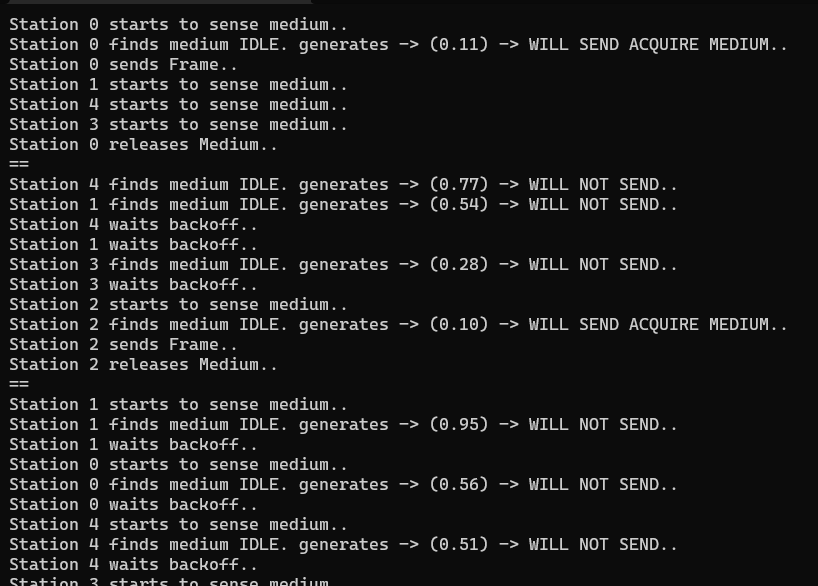 Station 0 starts to sense medium..
Station 0 finds medium IDLE. generates -> (0.11) -> WILL SEND ACQUIRE MEDIUM..
Station 0 sends Frame..
Station 1 starts to sense medium..
Station 4 starts to sense medium..
Station 3 starts to sense medium..
Station 0 releases Medium..
==
Station 4 finds medium IDLE. generates -> (0.77) -> WILL NOT SEND..
Station 1 finds medium IDLE. generates -> (0.54) -> WILL NOT SEND..
Station 4 waits backoff..
Station 1 waits backoff..
Station 3 finds medium IDLE. generates -> (0.28) -> WILL NOT SEND..
Station 3 waits backoff..
Station 2 starts to sense medium..
Station 2 finds medium IDLE. generates -> (0.10) -> WILL SEND ACQUIRE MEDIUM..
Station 2 sends Frame..
Station 2 releases Medium..
==
Station 1 starts to sense medium..
Station 1 finds medium IDLE. generates -> (0.95) -> WILL NOT SEND..
Station 1 waits backoff..
Station 0 starts to sense medium..
Station 0 finds medium IDLE. generates -> (0.56) -> WILL NOT SEND..
Station 0 waits backoff..
Station 4 starts to sense medium..
Station 4 finds medium IDLE. generates -> (0.51) -> WILL NOT SEND..
Station 4 waits backoff..
Station 3 starts to sense medium